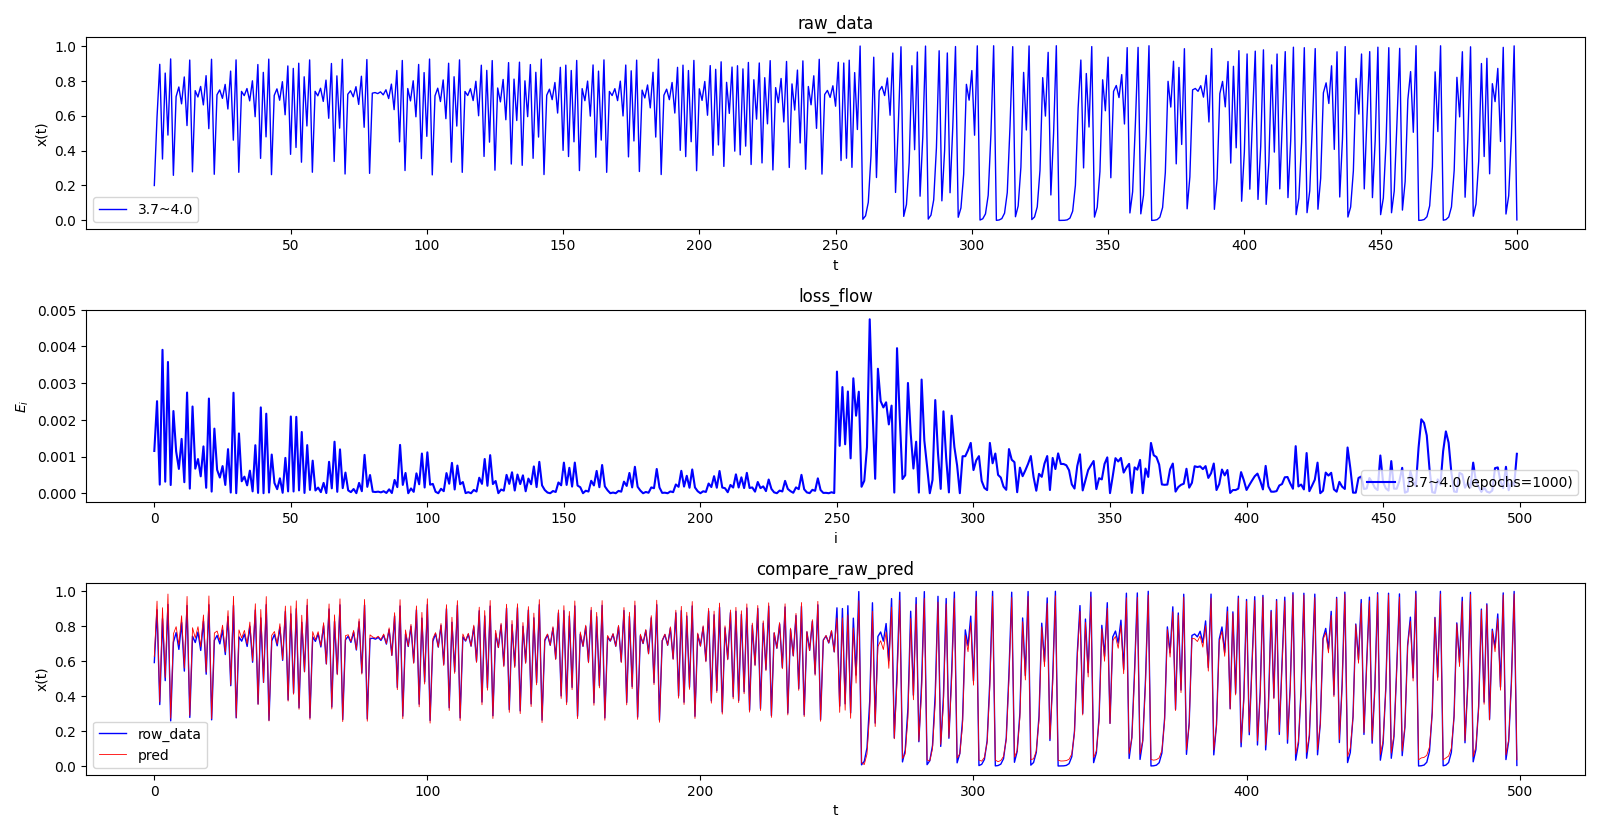 raw_data
1.0
0.8
0.6
0.4
0.2
0.0
x(t)
3.7~4.0
50 100 150 200 250 300 350 400 450 500
t
loss_flow
0.005
0.004
0.003
0.002
0.001
0.000
E_i
3.7~4.0 (epochs=1000)
0 50 100 150 200 250 300 350 400 450 500
i
compare_raw_pred
1.0
0.8
0.6
0.4
0.2
0.0
x(t)
row_data
pred
0 100 200 300 400 500
t